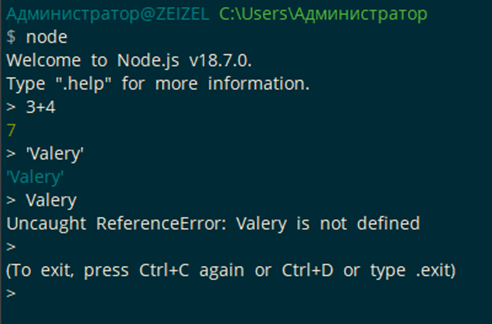 Администратор@ZEIZEL C:\Users\Администратор
$ node
Welcome to Node.js v18.7.0.
Type ".help" for more information.
> 3+4
7
> 'Valery'
'Valery'
> Valery
Uncaught ReferenceError: Valery is not defined
>
(To exit, press Ctrl+C again or Ctrl+D or type .exit)
>